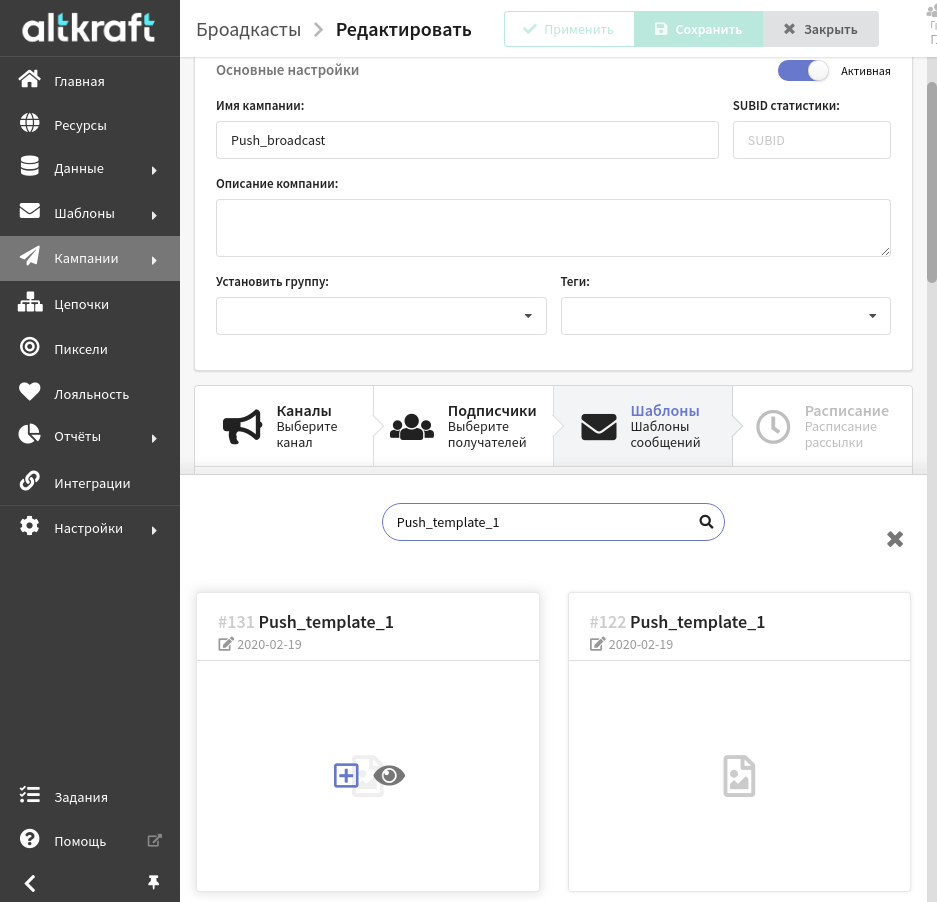 altkraft
Броадкасты > Редактировать
Применить
Сохранить
Закрыть
Главная
Ресурсы
Данные
Шаблоны
Кампании
Цепочки
Пиксели
Лояльность
Отчёты
Интеграции
Настройки
Задания
Помощь
Основные настройки
Активная
Имя кампании:
SUBID статистики:
Push_broadcast
SUBID
Описание компании:
Установить группу:
Теги:
Каналы
Выберите
канал
Подписчики
Выберите
получателей
Шаблоны
Шаблоны
сообщений
Расписание
Расписание
рассылки
Push_template_1
#131 Push_template_1
2020-02-19
#122 Push_template_1
2020-02-19